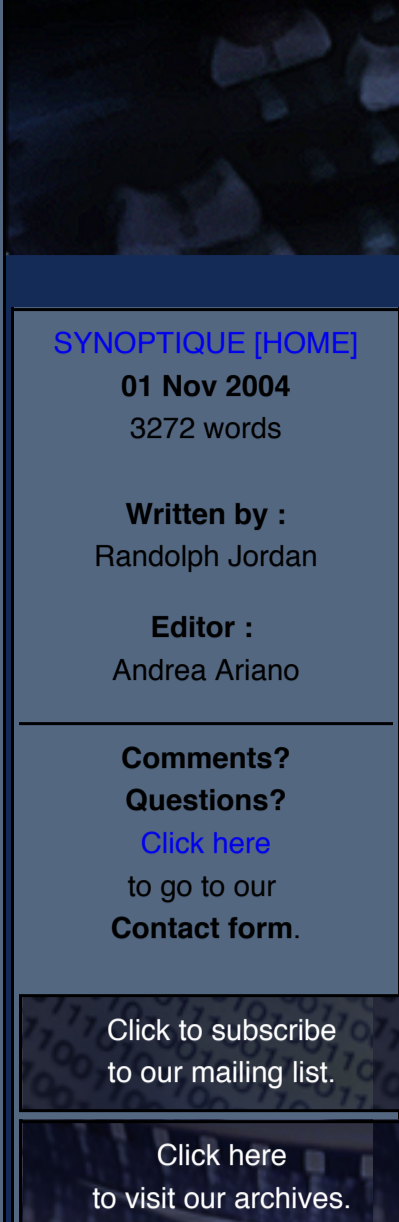 SYNOPTIQUE [HOME]
01 Nov 2004
3272 words
Written by :
Randolph Jordan
Editor :
Andrea Ariano
Comments?
Questions?
Click here
to go to our
Contact form.
Click to subscribe
to our mailing list.
Click here
to visit our archives.